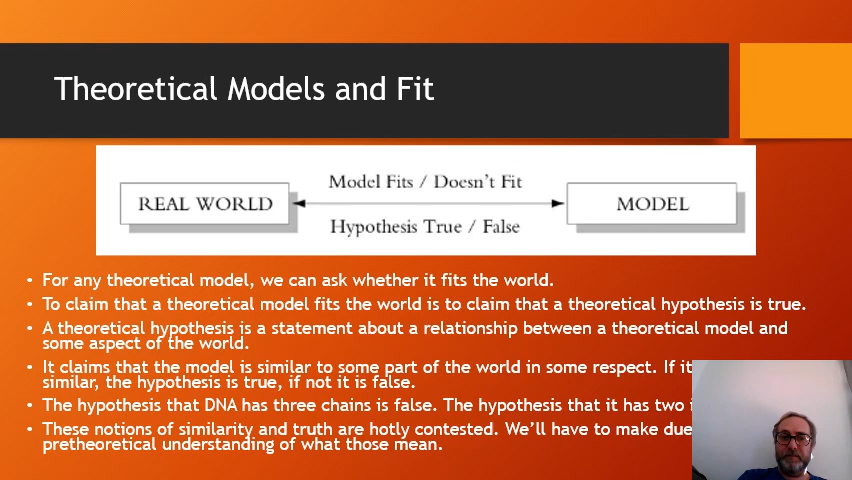 Theoretical Models and Fit
Model Fits / Doesn't Fit
REAL WORLD
MODEL
Hypothesis True / False
• For any theoretical model, we can ask whether it fits the world.
• To claim that a theoretical model fits the world is to claim that a theoretical hypothesis is true.
• A theoretical hypothesis is a statement about a relationship between a theoretical model and
some aspect of the world.
• It claims that the model is similar to some part of the world in some respect. If it
similar, the hypothesis is true, if not it is false.
• The hypothesis that DNA has three chains is false. The hypothesis that it has two
• These notions of similarity and truth are hotly contested. We'll have to make due
pretheoretical understanding of what those mean.